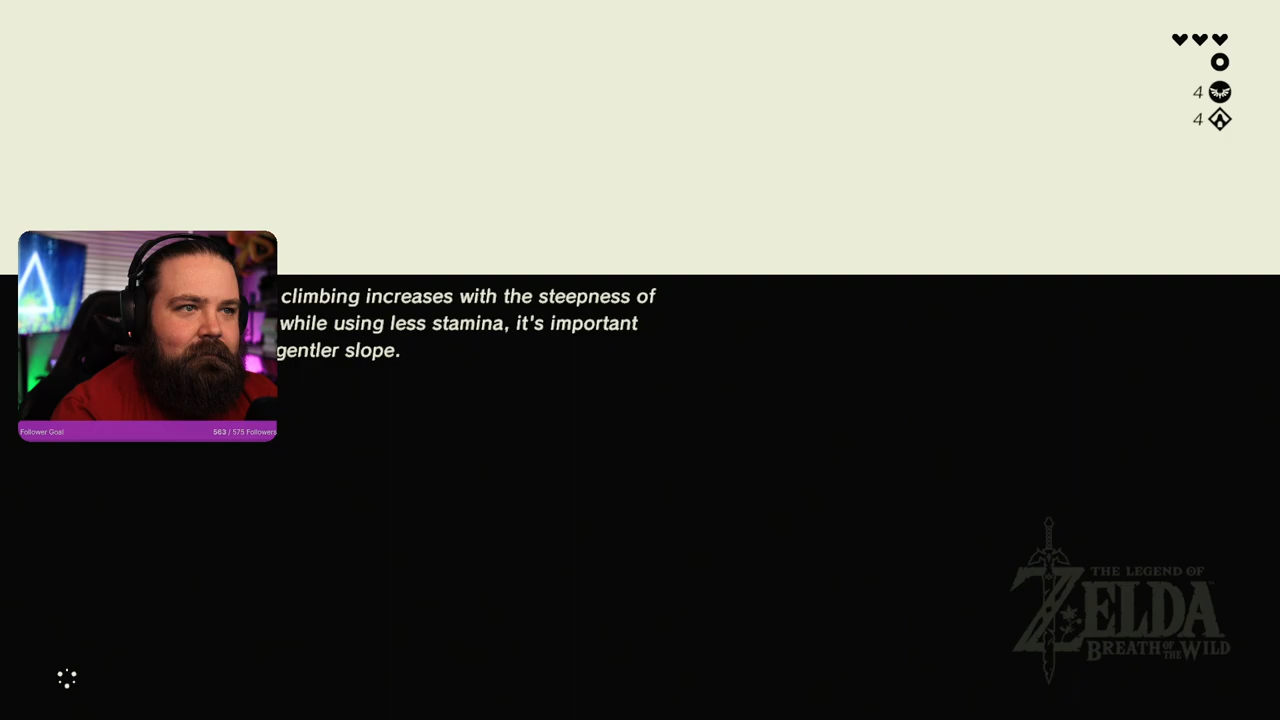 4
4
climbing increases with the steepness of
while using less stamina, it's important
gentler slope.
Follower Goal 563 / 575 Followers
THE LEGEND OF
ZELDA
BREATH OF THE WILD